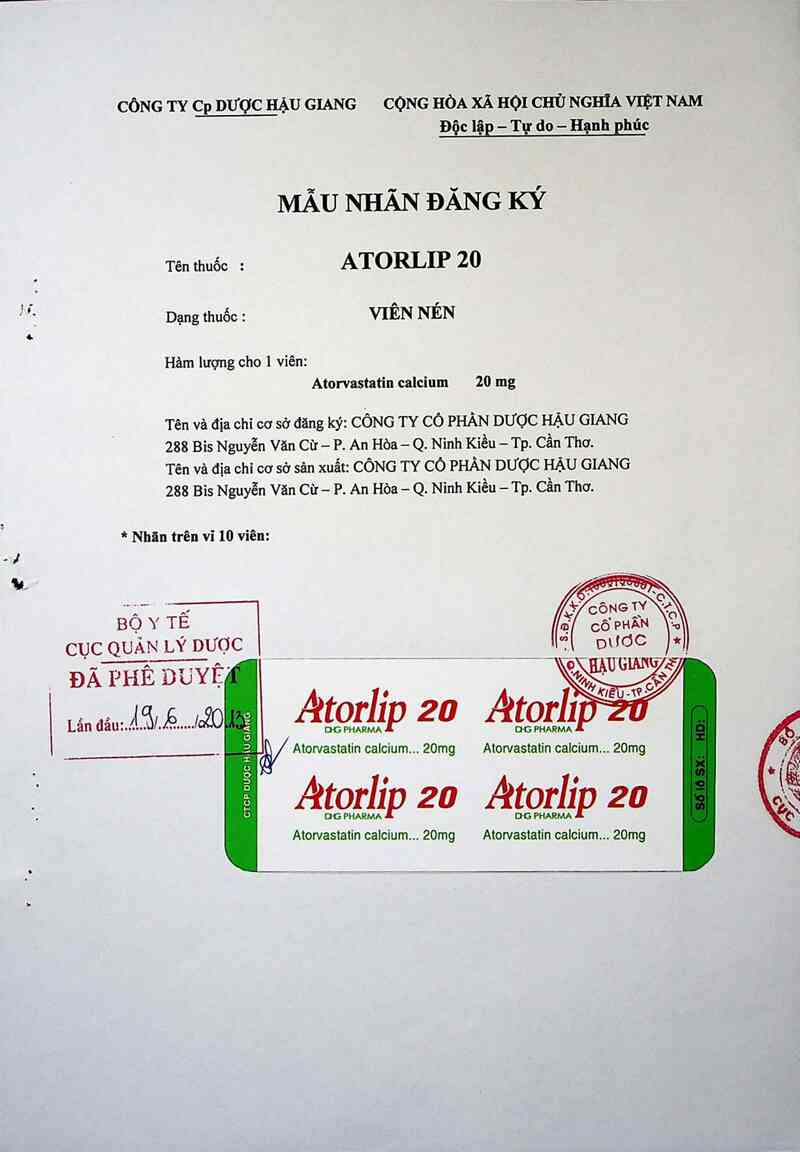 CÔNG TY Cp DƯỢC HẬU GIANG CỘNG HÒA XÃ HỘI CHỦ NGHĨA VIỆT NAM
Độc lập – Tự do – Hạnh phúc
MẪU NHÃN ĐĂNG KÝ
Tên thuốc : ATORLIP 20
Dạng thuốc : VIÊN NÉN
Hàm lượng cho 1 viên:
Atorvastatin calcium 20 mg
Tên và địa chỉ cơ sở đăng ký: CÔNG TY CỔ PHẦN DƯỢC HẬU GIANG
288 Bis Nguyễn Văn Cừ – P. An Hòa – Q. Ninh Kiều – Tp. Cần Thơ.
Tên và địa chỉ cơ sở sản xuất: CÔNG TY CỔ PHẦN DƯỢC HẬU GIANG
288 Bis Nguyễn Văn Cừ – P. An Hòa – Q. Ninh Kiều – Tp. Cần Thơ.
* Nhãn trên vỉ 10 viên:
BỘ Y TẾ
CỤC QUẢN LÝ DƯỢC
ĐÃ PHÊ DUYỆT
Lần đầu:...19/.6.../2013
CÔNG TY
CỔ PHẦN
DƯỢC
HẬU GIANG
Q.NINH KIỀU-TP.CẦN TH
CTCP DƯỢC HẬU GIANG
Atorlip 20 Atorlip 20
DHG PHARMA DHG PHARMA
Atorvastatin calcium... 20mg Atorvastatin calcium... 20mg
Atorlip 20 Atorlip 20
DHG PHARMA DHG PHARMA
Atorvastatin calcium... 20mg Atorvastatin calcium... 20mg
Số lô SX: HD:
BỘ
CỤC